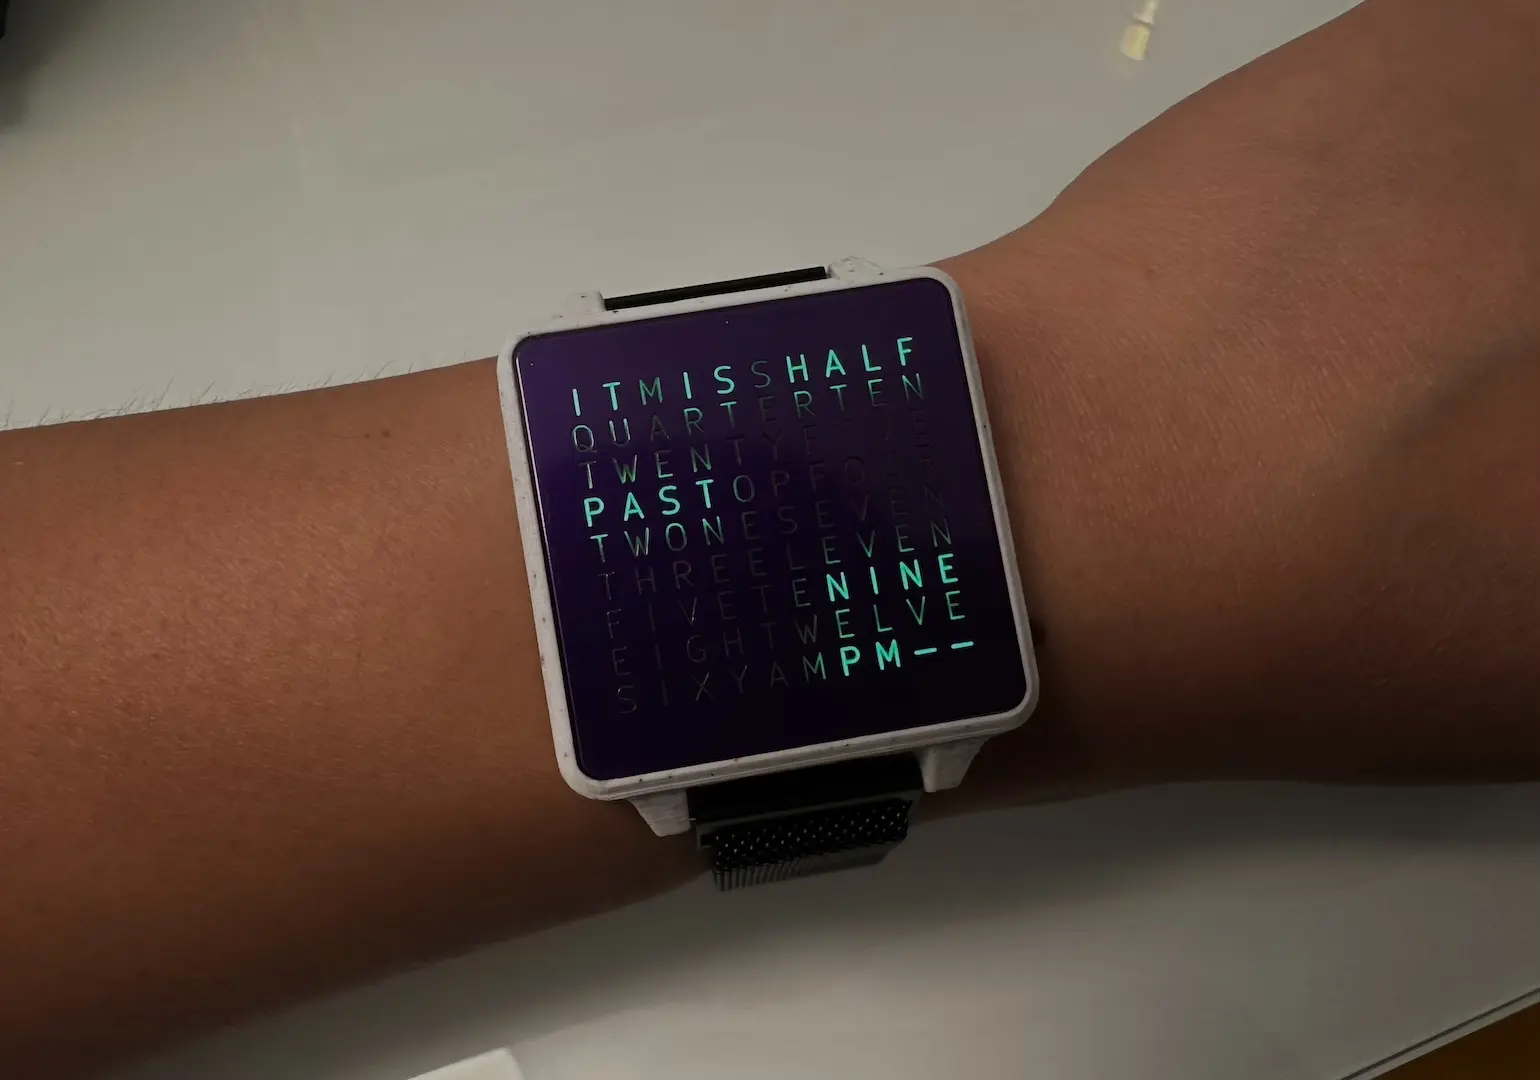 ITMISSHALF
QUARTERTEN
TWENTYFIVE
PASTOPFOUR
TWONESEVEN
THREELEVEN
FIVETENINE
EIGHTWELVE
SIXYAMPM––